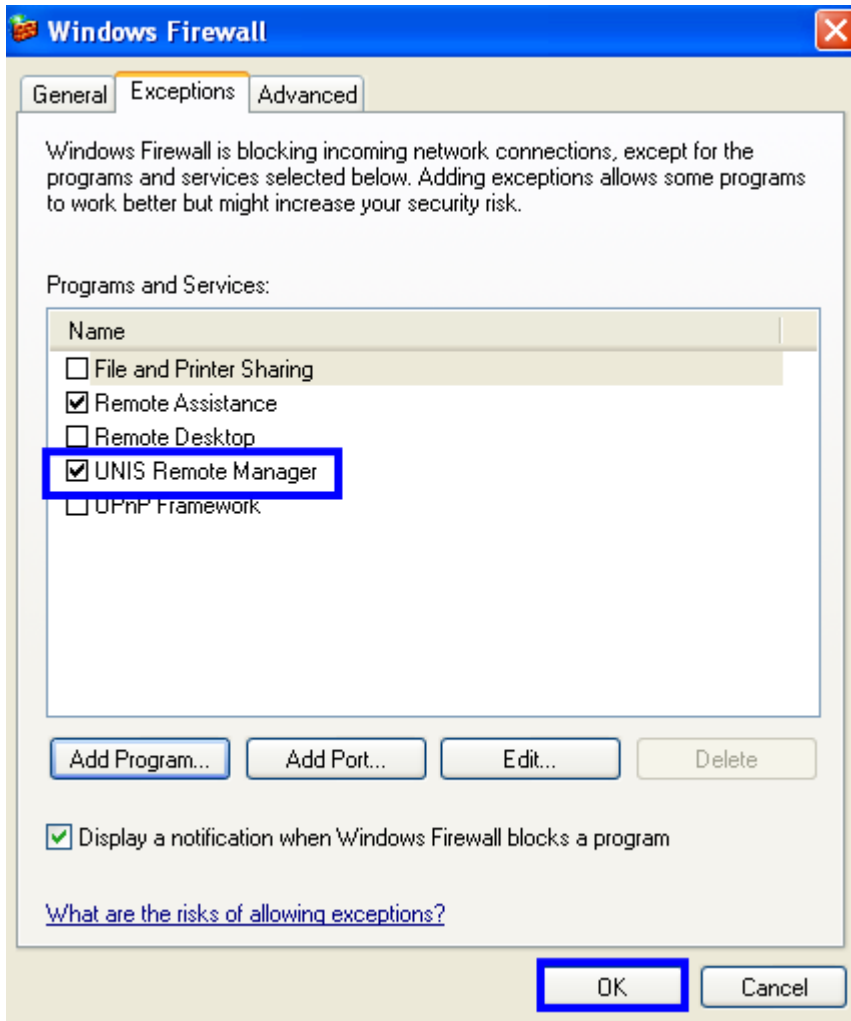 Windows Firewall
General Exceptions Advanced
Windows Firewall is blocking incoming network connections, except for the
programs and services selected below. Adding exceptions allows some programs
to work better but might increase your security risk.
Programs and Services:
Name
File and Printer Sharing
Remote Assistance
Remote Desktop
UNIS Remote Manager
UPnP Framework
Add Program... Add Port... Edit... Delete
Display a notification when Windows Firewall blocks a program
What are the risks of allowing exceptions?
OK Cancel